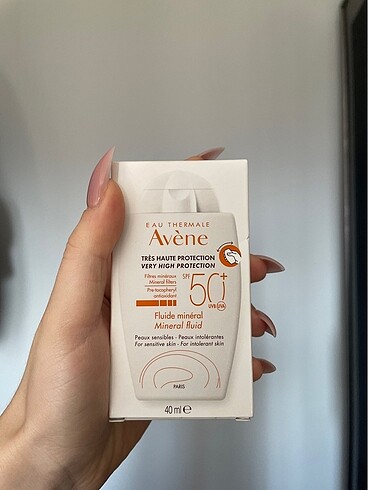 EAU THERMALE
Avène
TRÈS HAUTE PROTECTION
VERY HIGH PROTECTION
Filtres minéraux
Mineral filters
Pre-tocopheryl
antioxidant
SPF
50+
UVB UVA
Fluide minéral
Mineral fluid
Peaux sensibles - Peaux intolérantes
For sensitive skin - For intolerant skin
PARIS
40 ml e